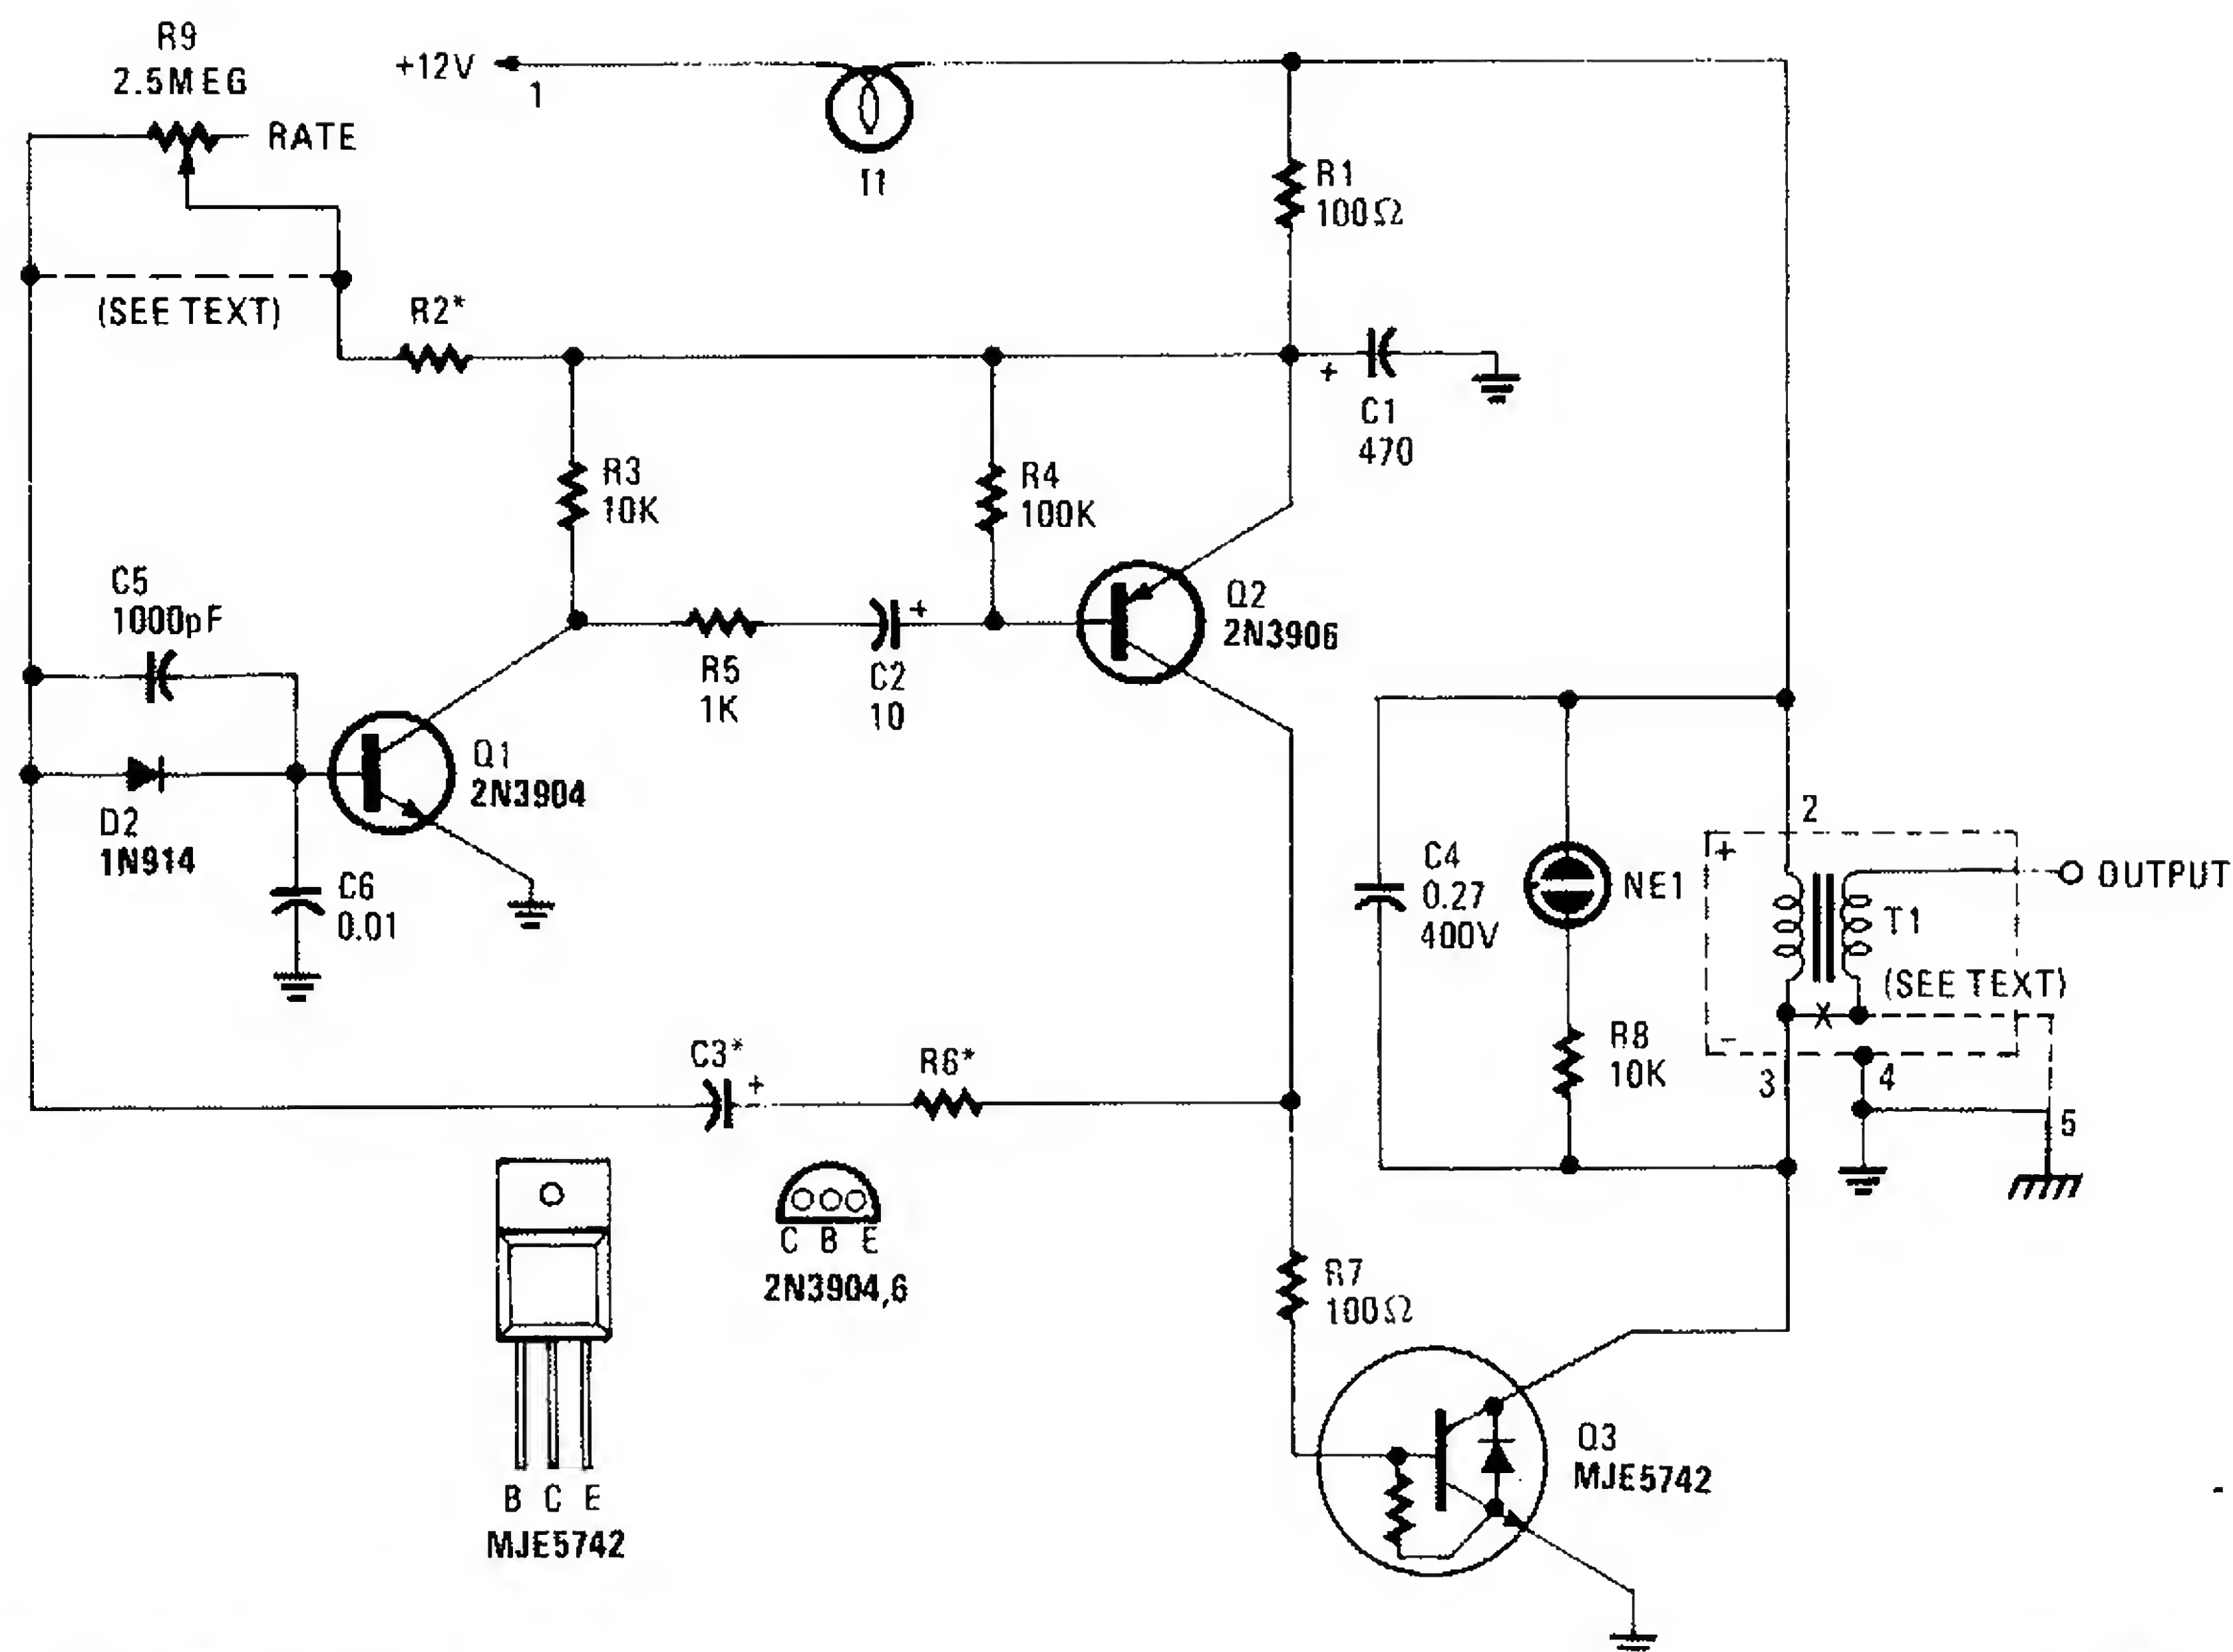 R9
2.5MEG
RATE
+12V
1
I1
R1
100Ω
(SEE TEXT)
R2*
+
C1
470
R3
10K
R4
100K
C5
1000pF
R5
1K
+
C2
10
Q2
2N3906
Q1
2N3904
D2
1N914
C6
0.01
C4
0.27
400V
NE1
2
+
OUTPUT
T1
(SEE TEXT)
X
R8
10K
-
3
4
5
C3*
+
R6*
C B E
2N3904,6
R7
100Ω
Q3
MJE5742
B C E
MJE5742